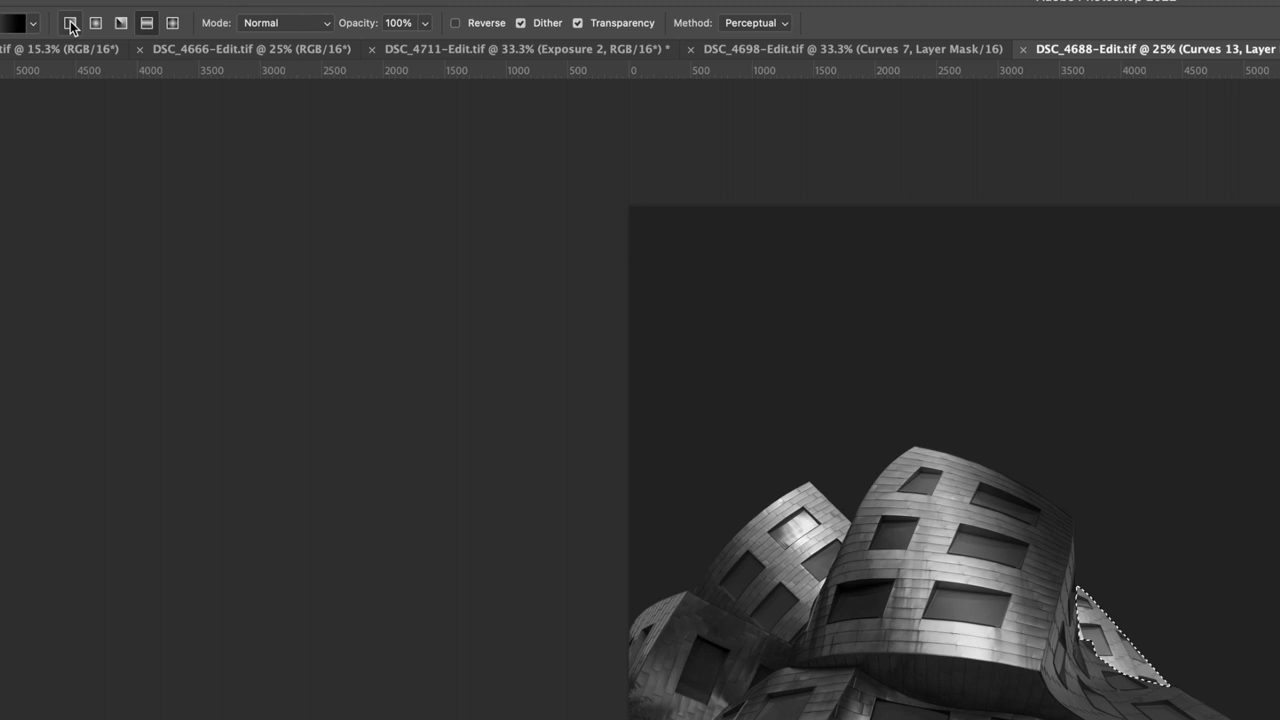 Mode: Normal Opacity: 100% Reverse Dither Transparency Method: Perceptual
tif @ 15.3% (RGB/16*) × DSC_4666-Edit.tif @ 25% (RGB/16*) × DSC_4711-Edit.tif @ 33.3% (Exposure 2, RGB/16*) * × DSC_4698-Edit.tif @ 33.3% (Curves 7, Layer Mask/16) × DSC_4688-Edit.tif @ 25% (Curves 13, Layer
5000 4500 4000 3500 3000 2500 2000 1500 1000 500 0 500 1000 1500 2000 2500 3000 3500 4000 4500 5000